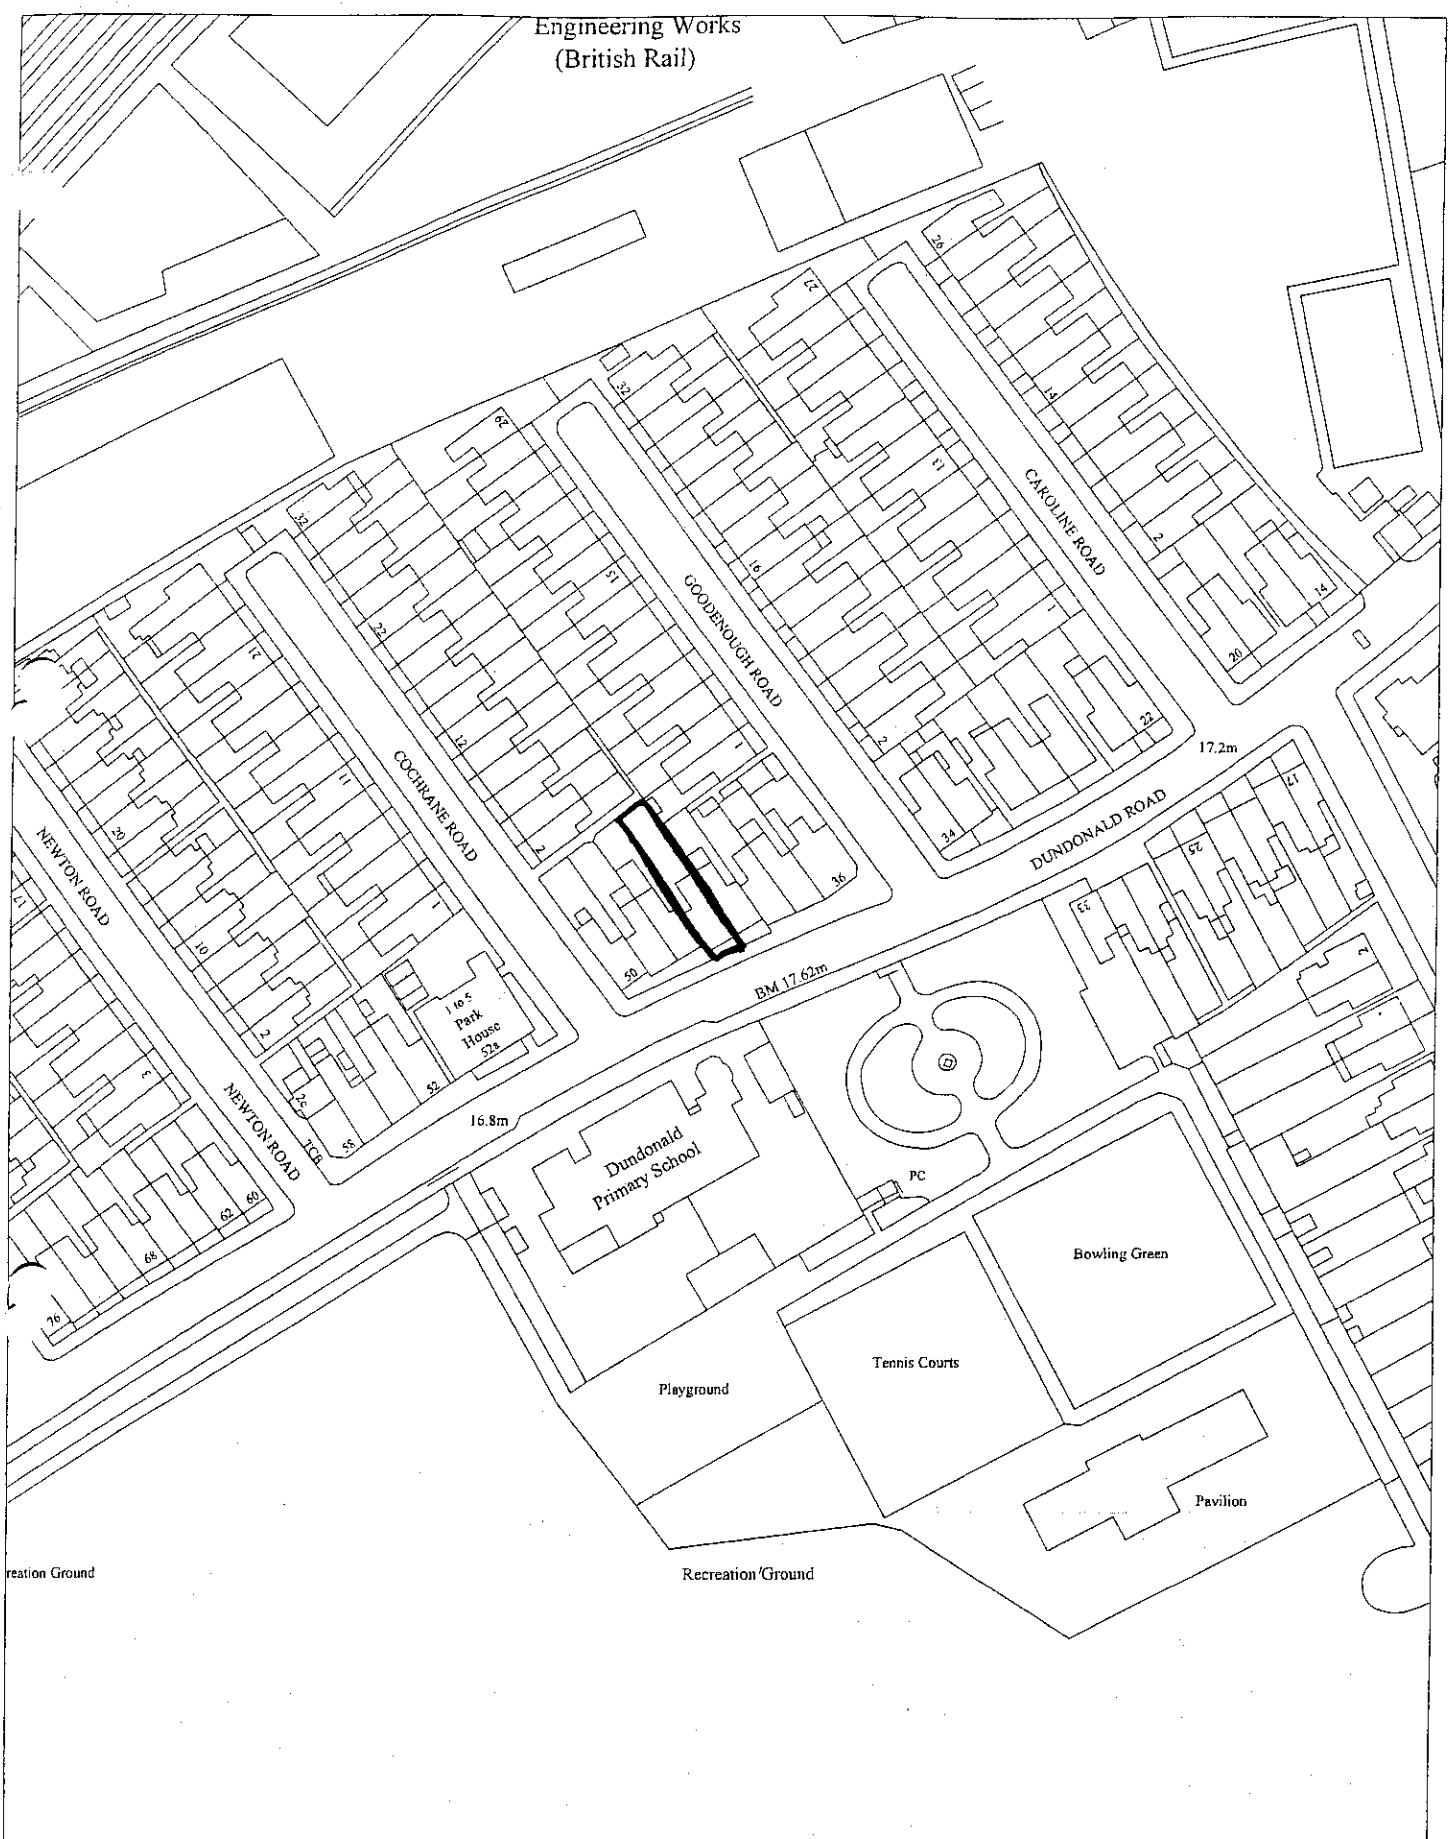 Engineering Works
(British Rail)
26
27
32
14
29
16
13
CAROLINE ROAD
2
14
20
32
22
15
GOODENOUGH ROAD
1
2
22
17.2m
34
DUNDONALD ROAD
17
25
33
2
21
12
COCHRANE ROAD
1
2
36
50
BM 17.62m
11
20
NEWTON ROAD
17
10
1
2
3
1 to 5
Park
House
52a
52
2c
58
TCB
NEWTON ROAD
16.8m
60
62
68
76
Dundonald
Primary School
PC
Bowling Green
Tennis Courts
Playground
Pavilion
reation Ground
Recreation Ground